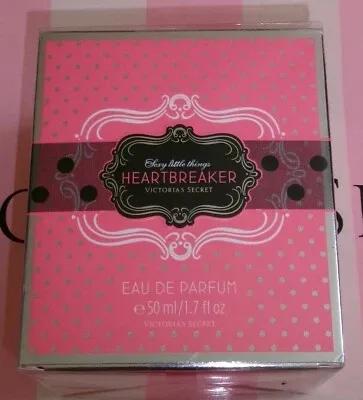 Sexy little things
HEARTBREAKER
VICTORIA'S SECRET
EAU DE PARFUM
e 50 ml/1.7 fl oz
VICTORIA'S SECRET